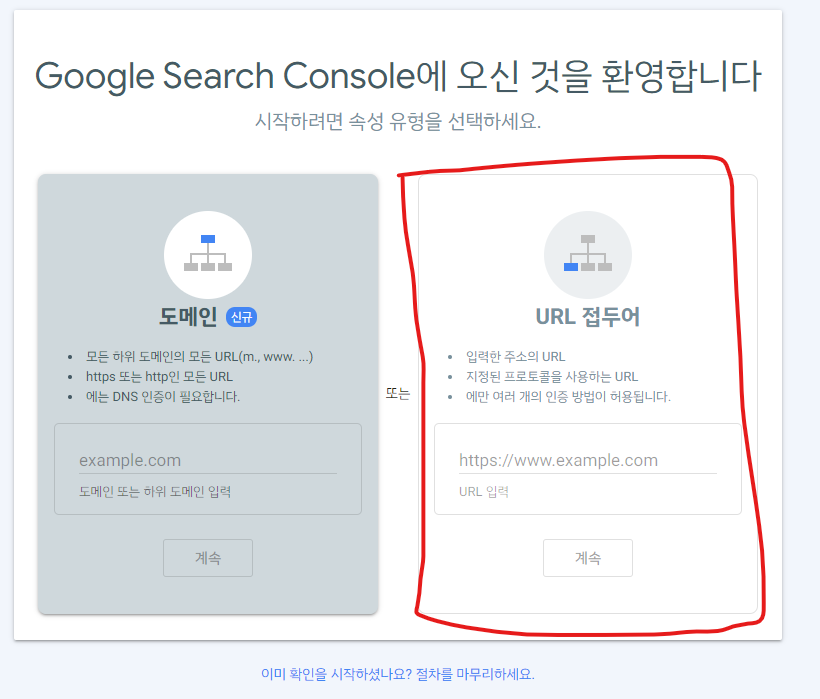 Google Search Console에 오신 것을 환영합니다
시작하려면 속성 유형을 선택하세요.
도메인 신규
모든 하위 도메인의 모든 URL(m., www. ...)
https 또는 http인 모든 URL
에는 DNS 인증이 필요합니다.
example.com
도메인 또는 하위 도메인 입력
계속
또는
URL 접두어
입력한 주소의 URL
지정된 프로토콜을 사용하는 URL
에만 여러 개의 인증 방법이 허용됩니다.
https://www.example.com
URL 입력
계속
이미 확인을 시작하셨나요? 절차를 마무리하세요.